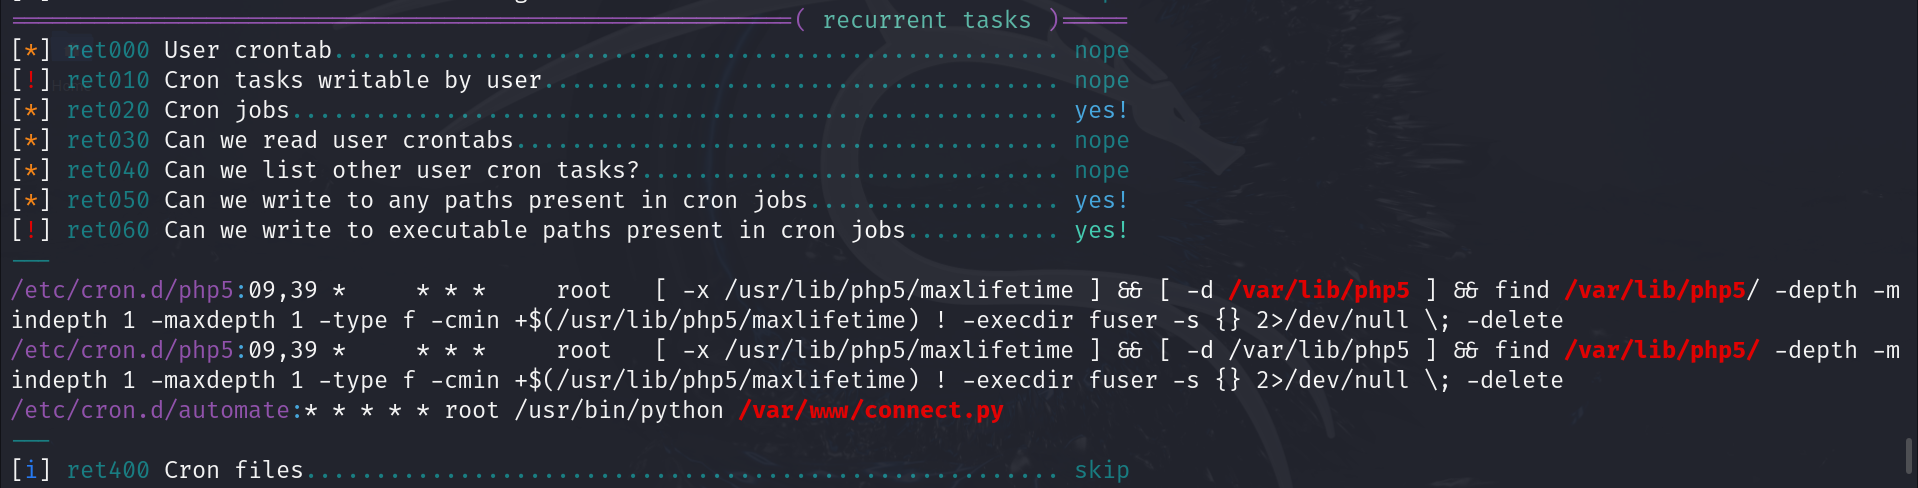 ( recurrent tasks )
[*] ret000 User crontab.................................................... nope
[!] ret010 Cron tasks writable by user..................................... nope
[*] ret020 Cron jobs....................................................... yes!
[*] ret030 Can we read user crontabs....................................... nope
[*] ret040 Can we list other user cron tasks?.............................. nope
[*] ret050 Can we write to any paths present in cron jobs.................. yes!
[!] ret060 Can we write to executable paths present in cron jobs........... yes!
---
/etc/cron.d/php5:09,39 *     * * *     root   [ -x /usr/lib/php5/maxlifetime ] && [ -d /var/lib/php5 ] && find /var/lib/php5/ -depth -m
indepth 1 -maxdepth 1 -type f -cmin +$(/usr/lib/php5/maxlifetime) ! -execdir fuser -s {} 2>/dev/null \; -delete
/etc/cron.d/php5:09,39 *     * * *     root   [ -x /usr/lib/php5/maxlifetime ] && [ -d /var/lib/php5 ] && find /var/lib/php5/ -depth -m
indepth 1 -maxdepth 1 -type f -cmin +$(/usr/lib/php5/maxlifetime) ! -execdir fuser -s {} 2>/dev/null \; -delete
/etc/cron.d/automate:* * * * * root /usr/bin/python /var/www/connect.py
---
[i] ret400 Cron files...................................................... skip